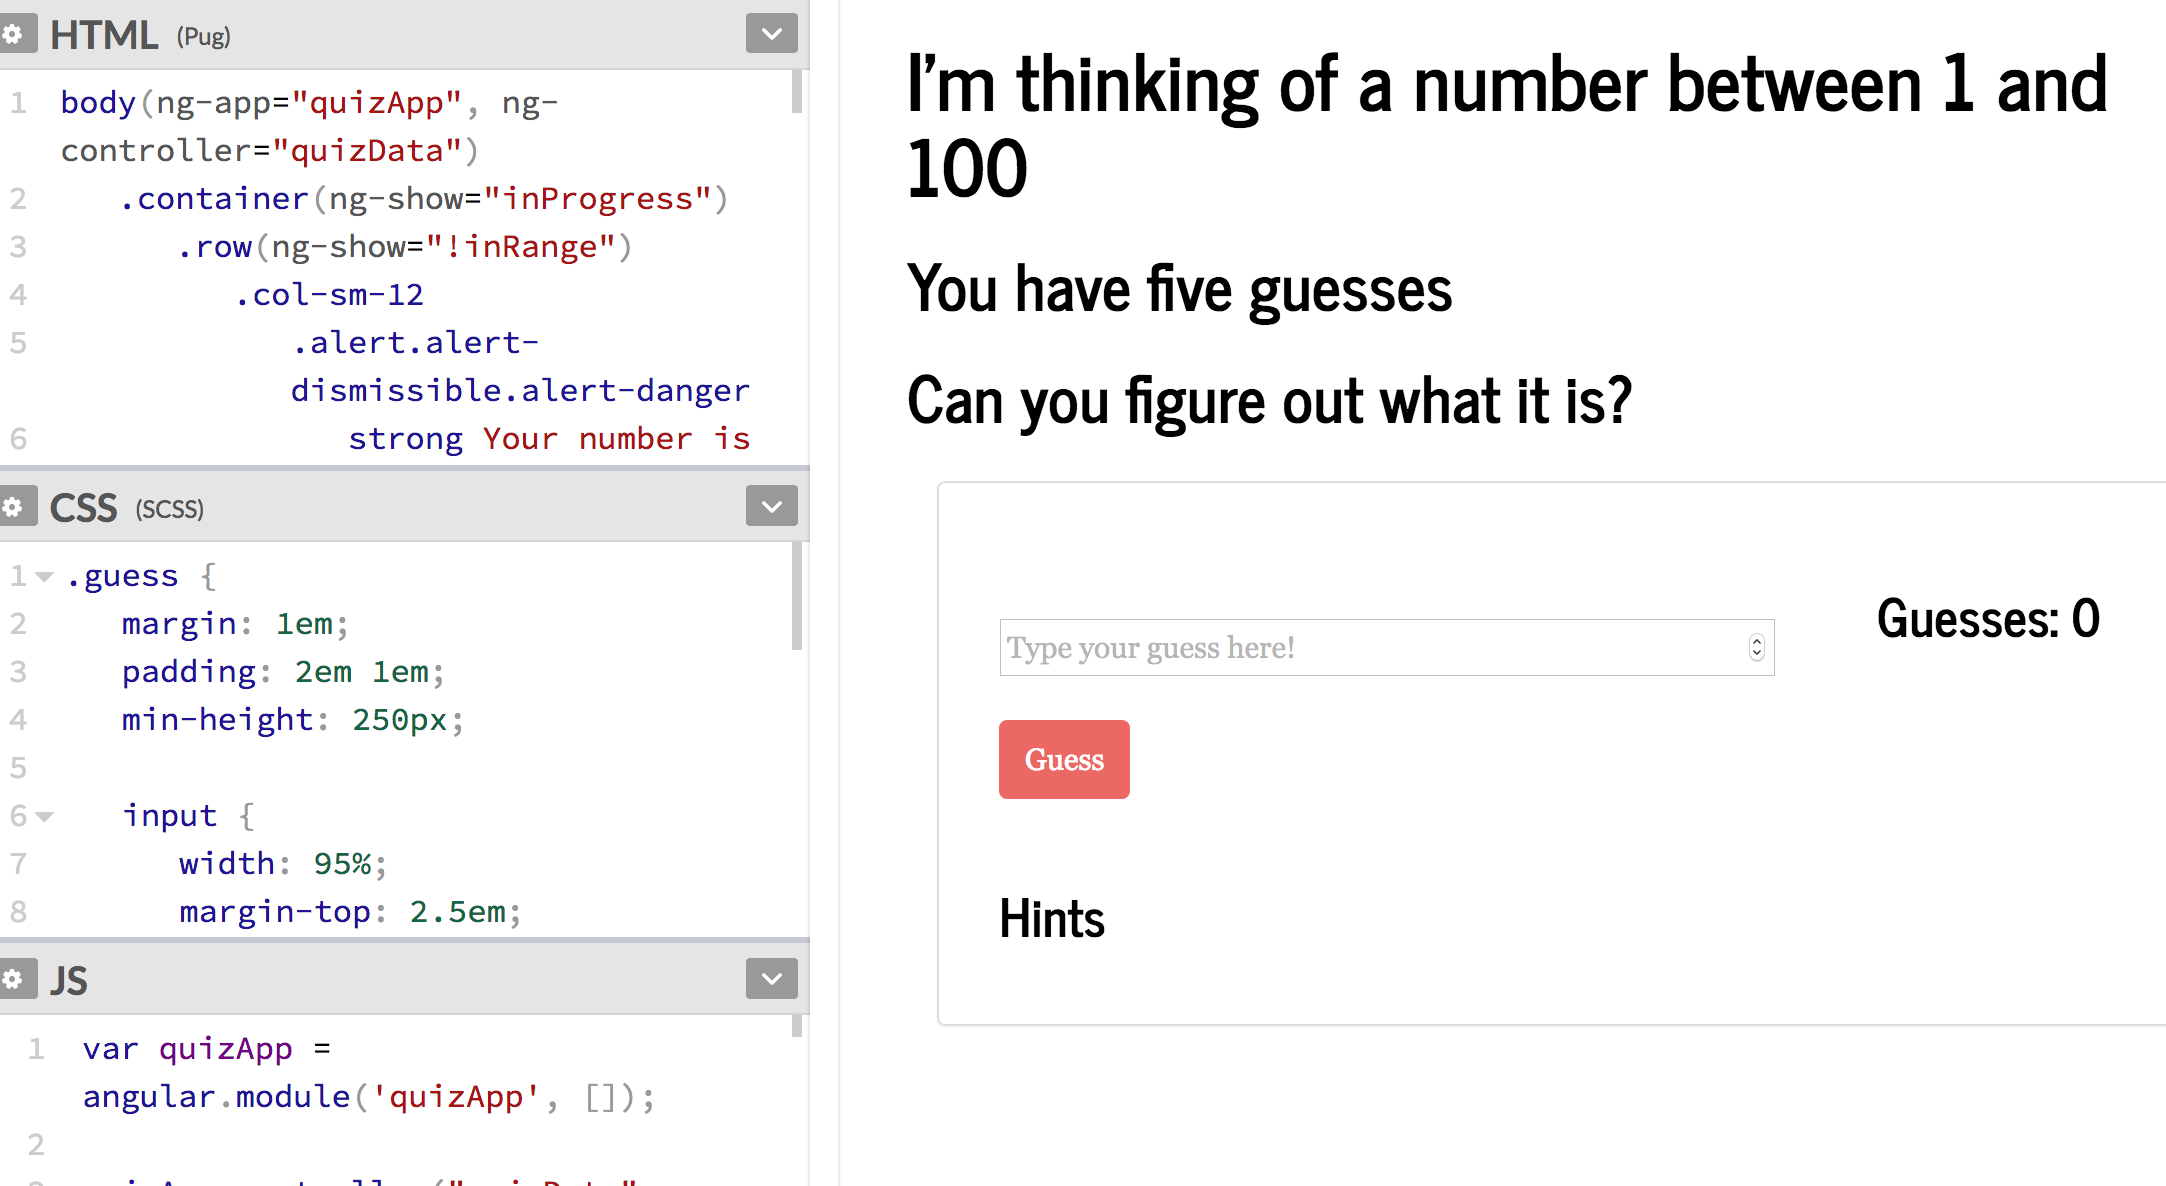 HTML (Pug)
1 body(ng-app="quizApp", ng-
controller="quizData")
2 .container(ng-show="inProgress")
3 .row(ng-show="!inRange")
4 .col-sm-12
5 .alert.alert-
dismissible.alert-danger
6 strong Your number is
CSS (SCSS)
1 .guess {
2 margin: 1em;
3 padding: 2em 1em;
4 min-height: 250px;
5
6 input {
7 width: 95%;
8 margin-top: 2.5em;
JS
1 var quizApp =
angular.module('quizApp', []);
2
I'm thinking of a number between 1 and
100
You have five guesses
Can you figure out what it is?
Type your guess here!
Guesses: 0
Guess
Hints